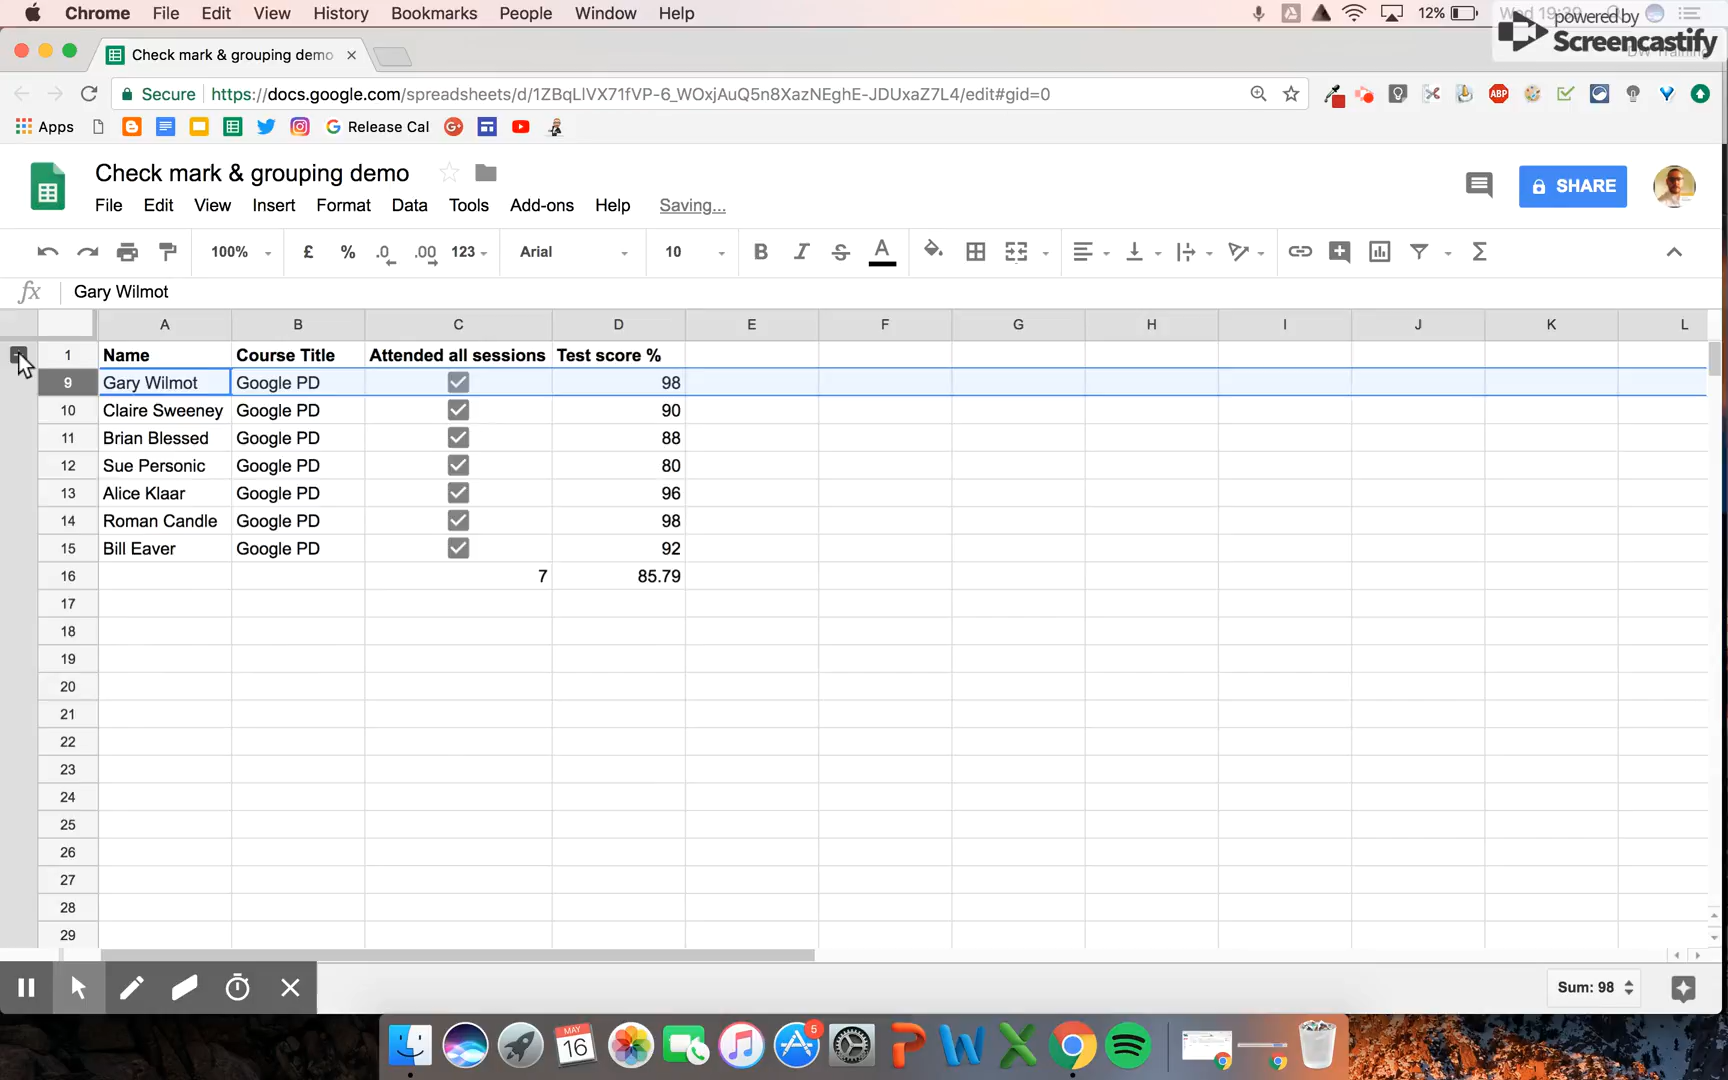 Chrome File Edit View History Bookmarks People Window Help 12%
powered by
Screencastify
Check mark & grouping demo
Secure https://docs.google.com/spreadsheets/d/1ZBqLlVX71fVP-6_WOxjAuQ5n8XazNEghE-JDUxaZ7L4/edit#gid=0 ABP
Apps Release Cal
Check mark & grouping demo
SHARE
File Edit View Insert Format Data Tools Add-ons Help Saving...
100% £ % .0 .00 123 Arial 10 B I S A Σ
fx Gary Wilmot
A B C D E F G H I J K L
1 Name Course Title Attended all sessions Test score %
9 Gary Wilmot Google PD 98
10 Claire Sweeney Google PD 90
11 Brian Blessed Google PD 88
12 Sue Personic Google PD 80
13 Alice Klaar Google PD 96
14 Roman Candle Google PD 98
15 Bill Eaver Google PD 92
16 7 85.79
17
18
19
20
21
22
23
24
25
26
27
28
29
Sum: 98
MAY
16
5